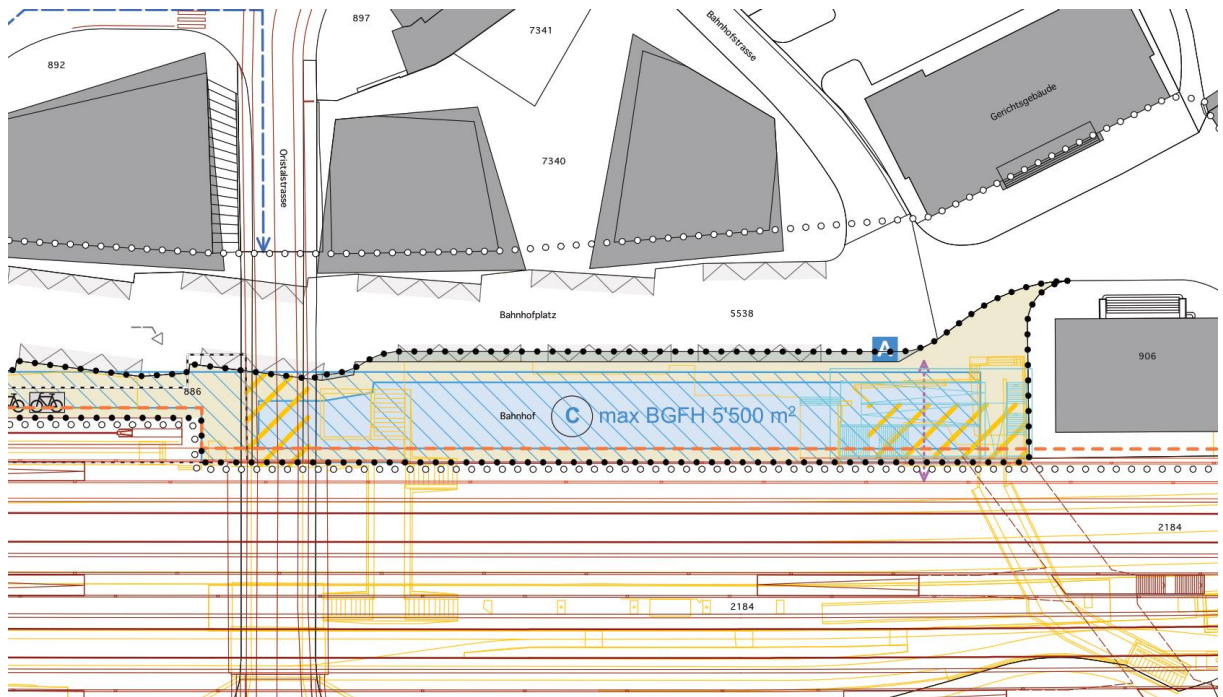 897
7341
Bahnhofstrasse
892
Gerichtsgebäude
Oristalstrasse
7340
Bahnhofplatz
5538
A
906
886
Bahnhof
C
max BGFH 5'500 m²
2184
2184